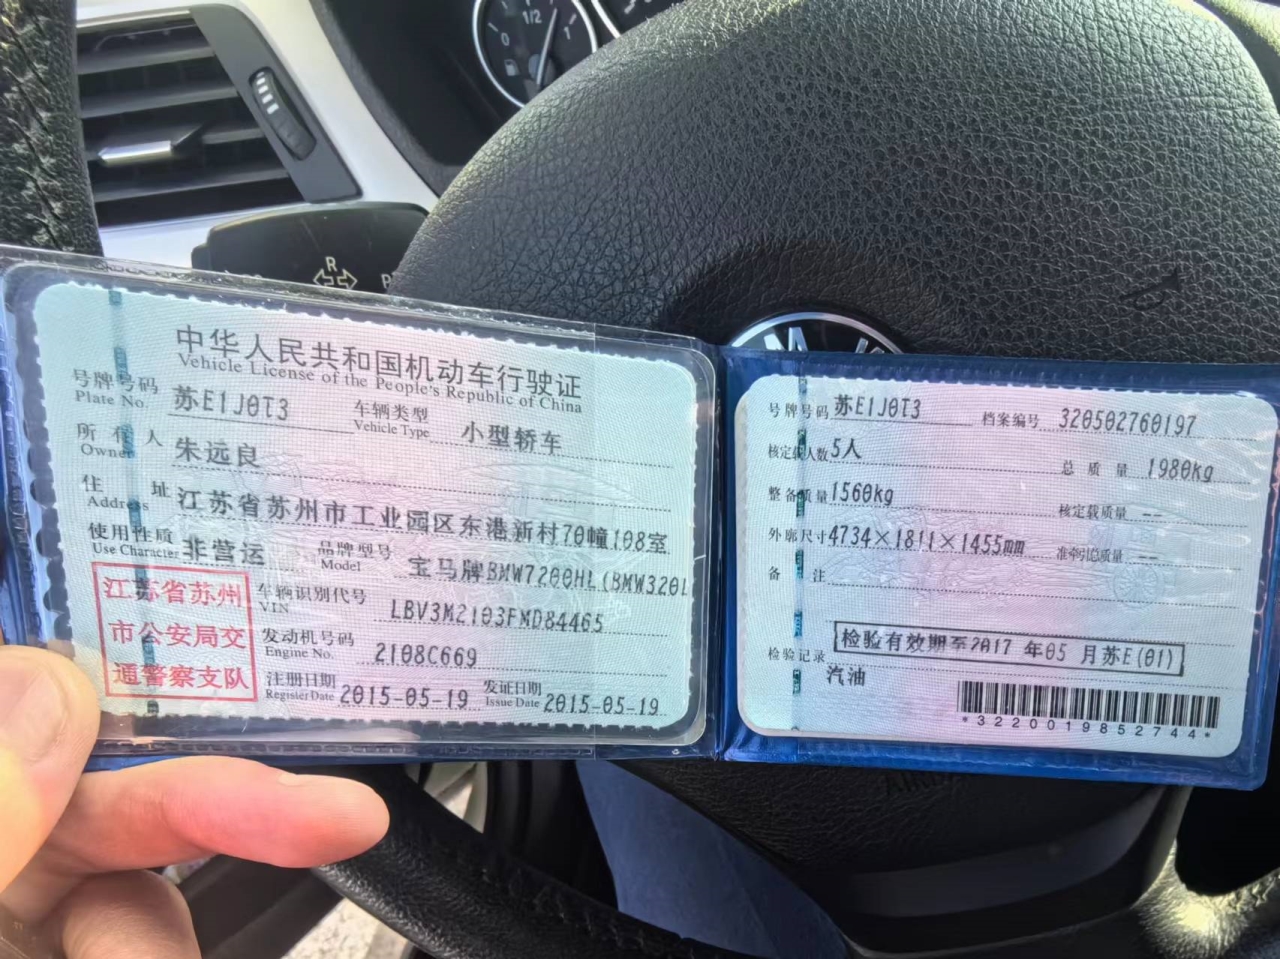 1/2
0
1
R
中华人民共和国机动车行驶证
Vehicle License of the People's Republic of China
号牌号码 苏E1J0T3 车辆类型 小型轿车
Plate No. Vehicle Type
所有人 朱远良
Owner
住址 江苏省苏州市工业园区东港新村70幢108室
Address
使用性质 非营运 品牌型号 宝马牌BMW7200HL(BMW320L
Use Character Model
江苏省苏州
市公安局交
通警察支队
车辆识别代号 LBV3M2103FMD84465
VIN
发动机号码 2108C669
Engine No.
注册日期 2015-05-19 发证日期 2015-05-19
Register Date Issue Date
号牌号码 苏E1J0T3 档案编号 320502760197
核定载人数 5人 总质量 1980kg
整备质量 1560kg 核定载质量 --
外廓尺寸 4734×1811×1455mm 准牵引总质量 --
备注
检验有效期至2017 年05 月苏E(01)
检验记录
汽油
*3220019852744*